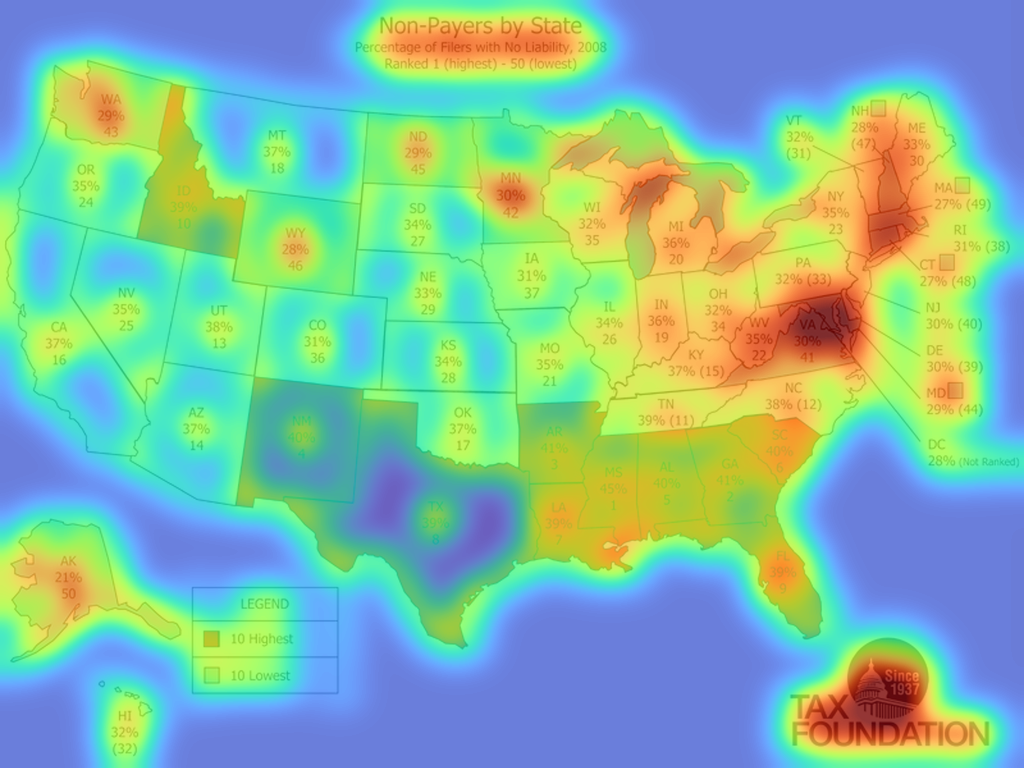 Non-Payers by State
Percentage of Filers with No Liability, 2008
Ranked 1 (highest) - 50 (lowest)
WA
29%
43
OR
35%
24
ID
39%
10
MT
37%
18
ND
29%
45
MN
30%
42
WI
32%
35
MI
36%
20
VT
32%
(31)
NH
28%
(47)
ME
33%
30
NY
35%
23
MA
27% (49)
RI
31% (38)
CT
27% (48)
NJ
30% (40)
DE
30% (39)
MD
29% (44)
DC
28% (Not Ranked)
PA
32% (33)
WY
28%
46
SD
34%
27
IA
31%
37
NE
33%
29
NV
35%
25
UT
38%
13
CO
31%
36
KS
34%
28
MO
35%
21
IL
34%
26
IN
36%
19
OH
32%
34
WV
35%
22
VA
30%
41
KY
37% (15)
CA
37%
16
AZ
37%
14
NM
40%
4
OK
37%
17
TX
39%
8
AR
41%
3
LA
39%
7
MS
45%
1
AL
40%
5
GA
41%
2
TN
39% (11)
NC
38% (12)
SC
40%
6
FL
39%
9
AK
21%
50
HI
32%
(32)
LEGEND
10 Highest
10 Lowest
Since
1937
TAX
FOUNDATION